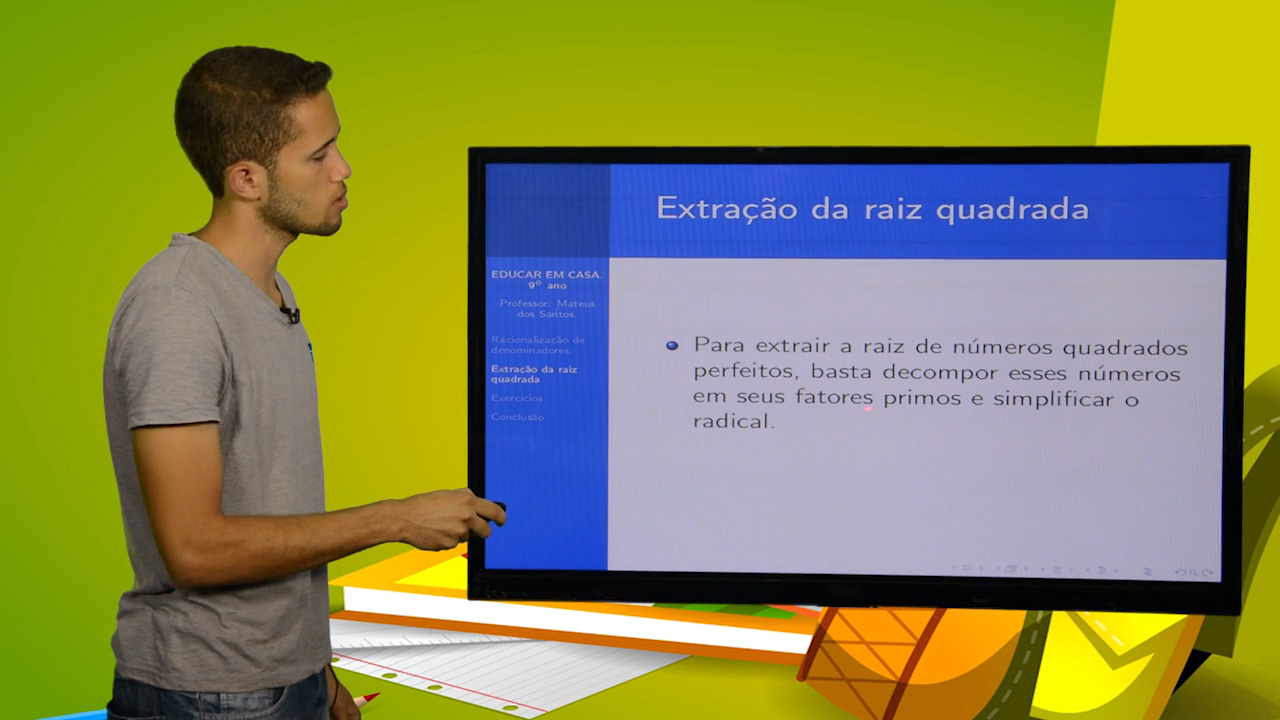 Extração da raiz quadrada
EDUCAR EM CASA.
9º ano
Professor: Mateus
dos Santos.
Racionalização de
denominadores.
Extração da raiz
quadrada
Exercícios
Conclusão
Para extrair a raiz de números quadrados
perfeitos, basta decompor esses números
em seus fatores primos e simplificar o
radical.